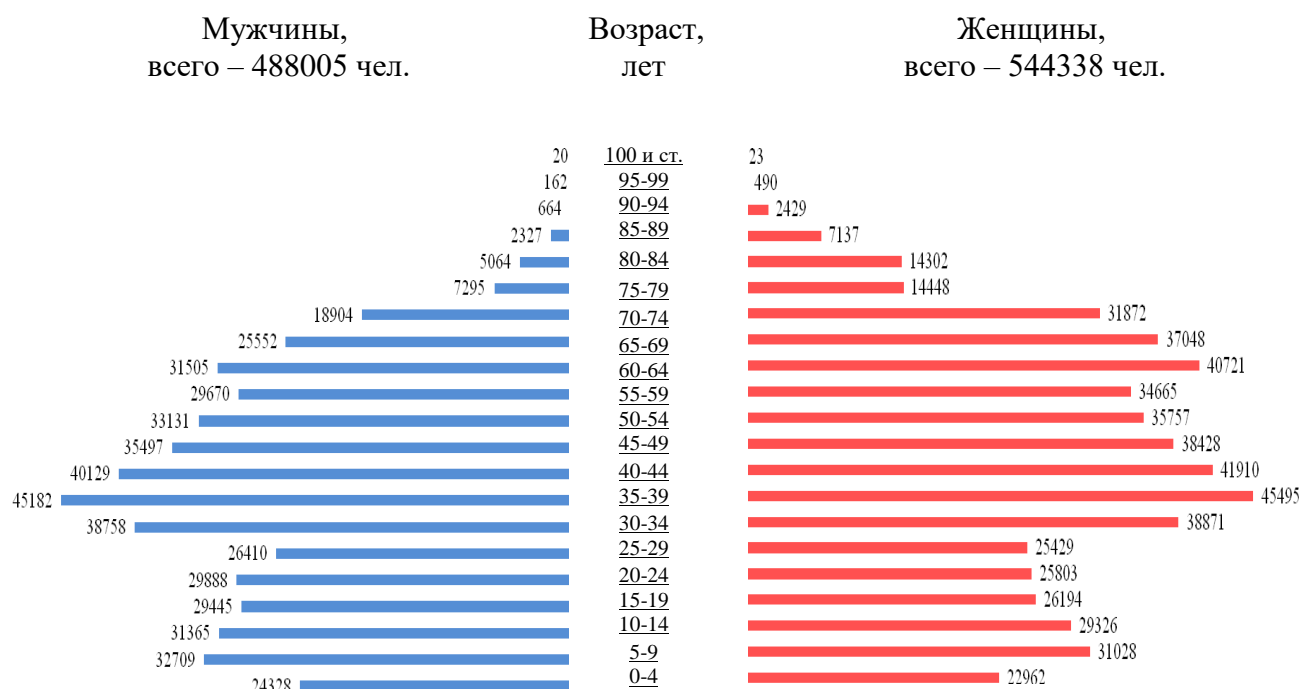 Мужчины,
всего – 488005 чел.
Возраст,
лет
Женщины,
всего – 544338 чел.
20 100 и ст. 23
162 95-99 490
664 90-94 2429
2327 85-89 7137
5064 80-84 14302
7295 75-79 14448
18904 70-74 31872
25552 65-69 37048
31505 60-64 40721
29670 55-59 34665
33131 50-54 35757
35497 45-49 38428
40129 40-44 41910
45182 35-39 45495
38758 30-34 38871
26410 25-29 25429
29888 20-24 25803
29445 15-19 26194
31365 10-14 29326
32709 5-9 31028
24328 0-4 22962